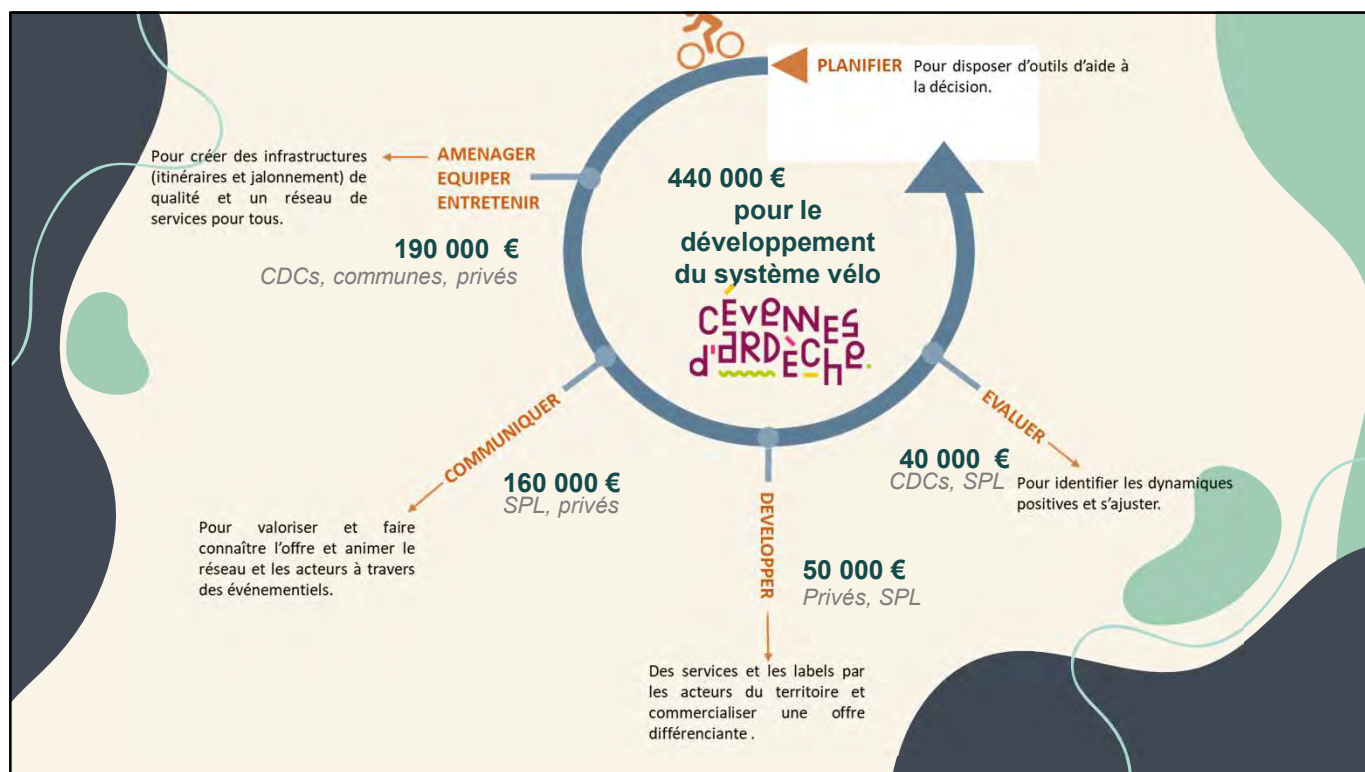 PLANIFIER Pour disposer d'outils d'aide à
la décision.
Pour créer des infrastructures
(itinéraires et jalonnement) de
qualité et un réseau de
services pour tous.
AMENAGER
EQUIPER
ENTRETENIR
190 000 €
CDCs, communes, privés
440 000 €
pour le
développement
du système vélo
CÉVENNES
d'ARDÈCHE.
COMMUNIQUER
160 000 €
SPL, privés
Pour valoriser et faire
connaître l'offre et animer le
réseau et les acteurs à travers
des événementiels.
DEVELOPPER
50 000 €
Privés, SPL
Des services et les labels par
les acteurs du territoire et
commercialiser une offre
différenciante .
EVALUER
40 000 €
CDCs, SPL
Pour identifier les dynamiques
positives et s'ajuster.